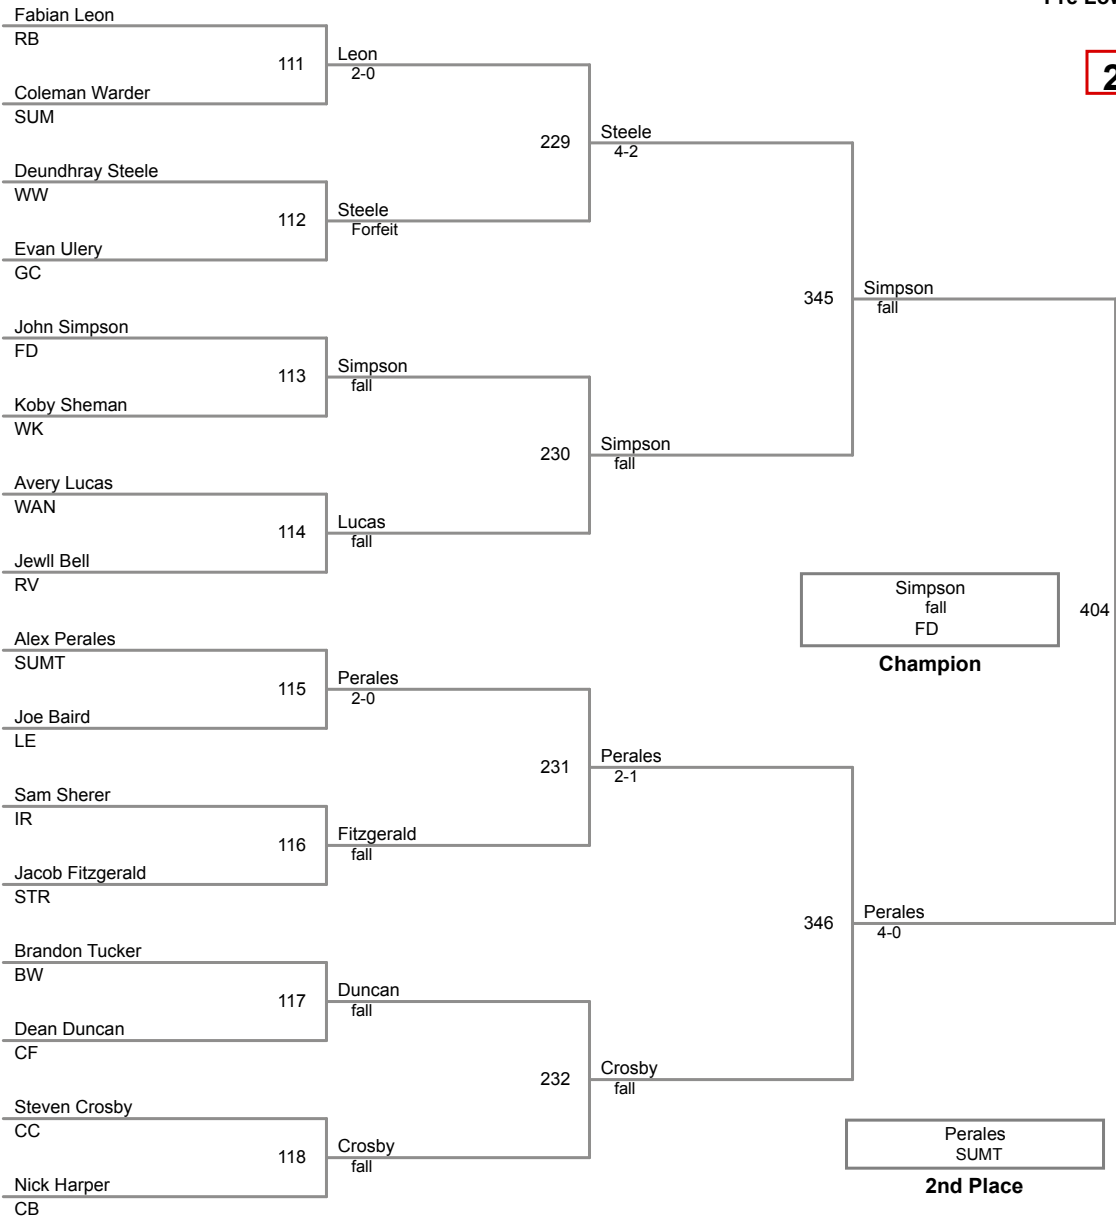 Fabian Leon
RB
111
Leon
2-0
Coleman Warder
SUM
229
Steele
4-2
Deundhray Steele
WW
112
Steele
Forfeit
Evan Ulery
GC
345
Simpson
fall
John Simpson
FD
113
Simpson
fall
Koby Sheman
WK
230
Simpson
fall
Avery Lucas
WAN
114
Lucas
fall
Jewll Bell
RV
Simpson
fall
FD
Champion
404
Alex Perales
SUMT
115
Perales
2-0
Joe Baird
LE
231
Perales
2-1
Sam Sherer
IR
116
Fitzgerald
fall
Jacob Fitzgerald
STR
346
Perales
4-0
Brandon Tucker
BW
117
Duncan
fall
Dean Duncan
CF
232
Crosby
fall
Steven Crosby
CC
118
Crosby
fall
Nick Harper
CB
Perales
SUMT
2nd Place